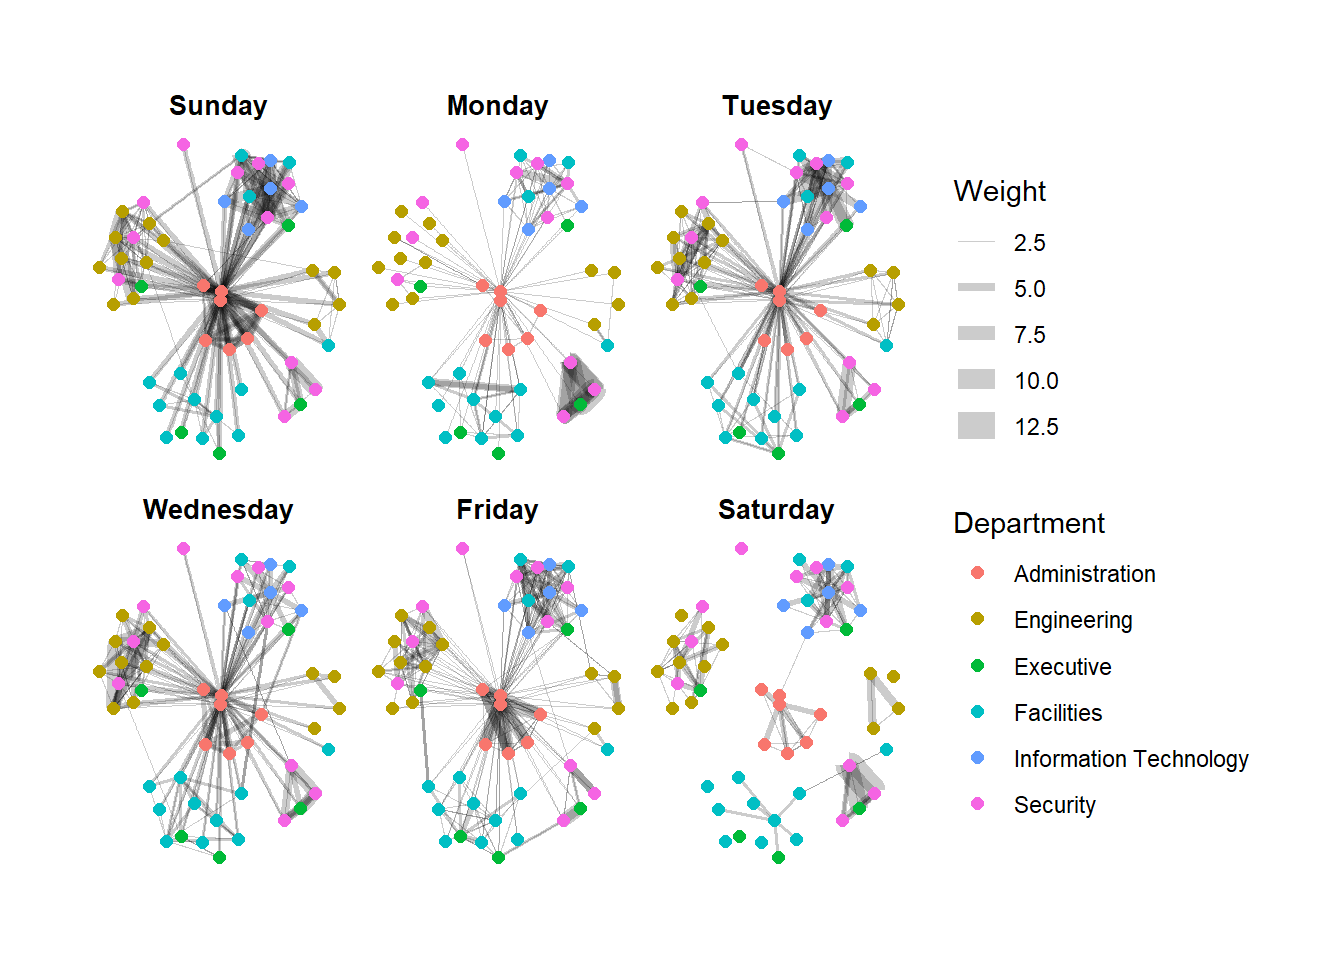 Sunday
Monday
Tuesday
Wednesday
Friday
Saturday
Weight
2.5
5.0
7.5
10.0
12.5
Department
Administration
Engineering
Executive
Facilities
Information Technology
Security